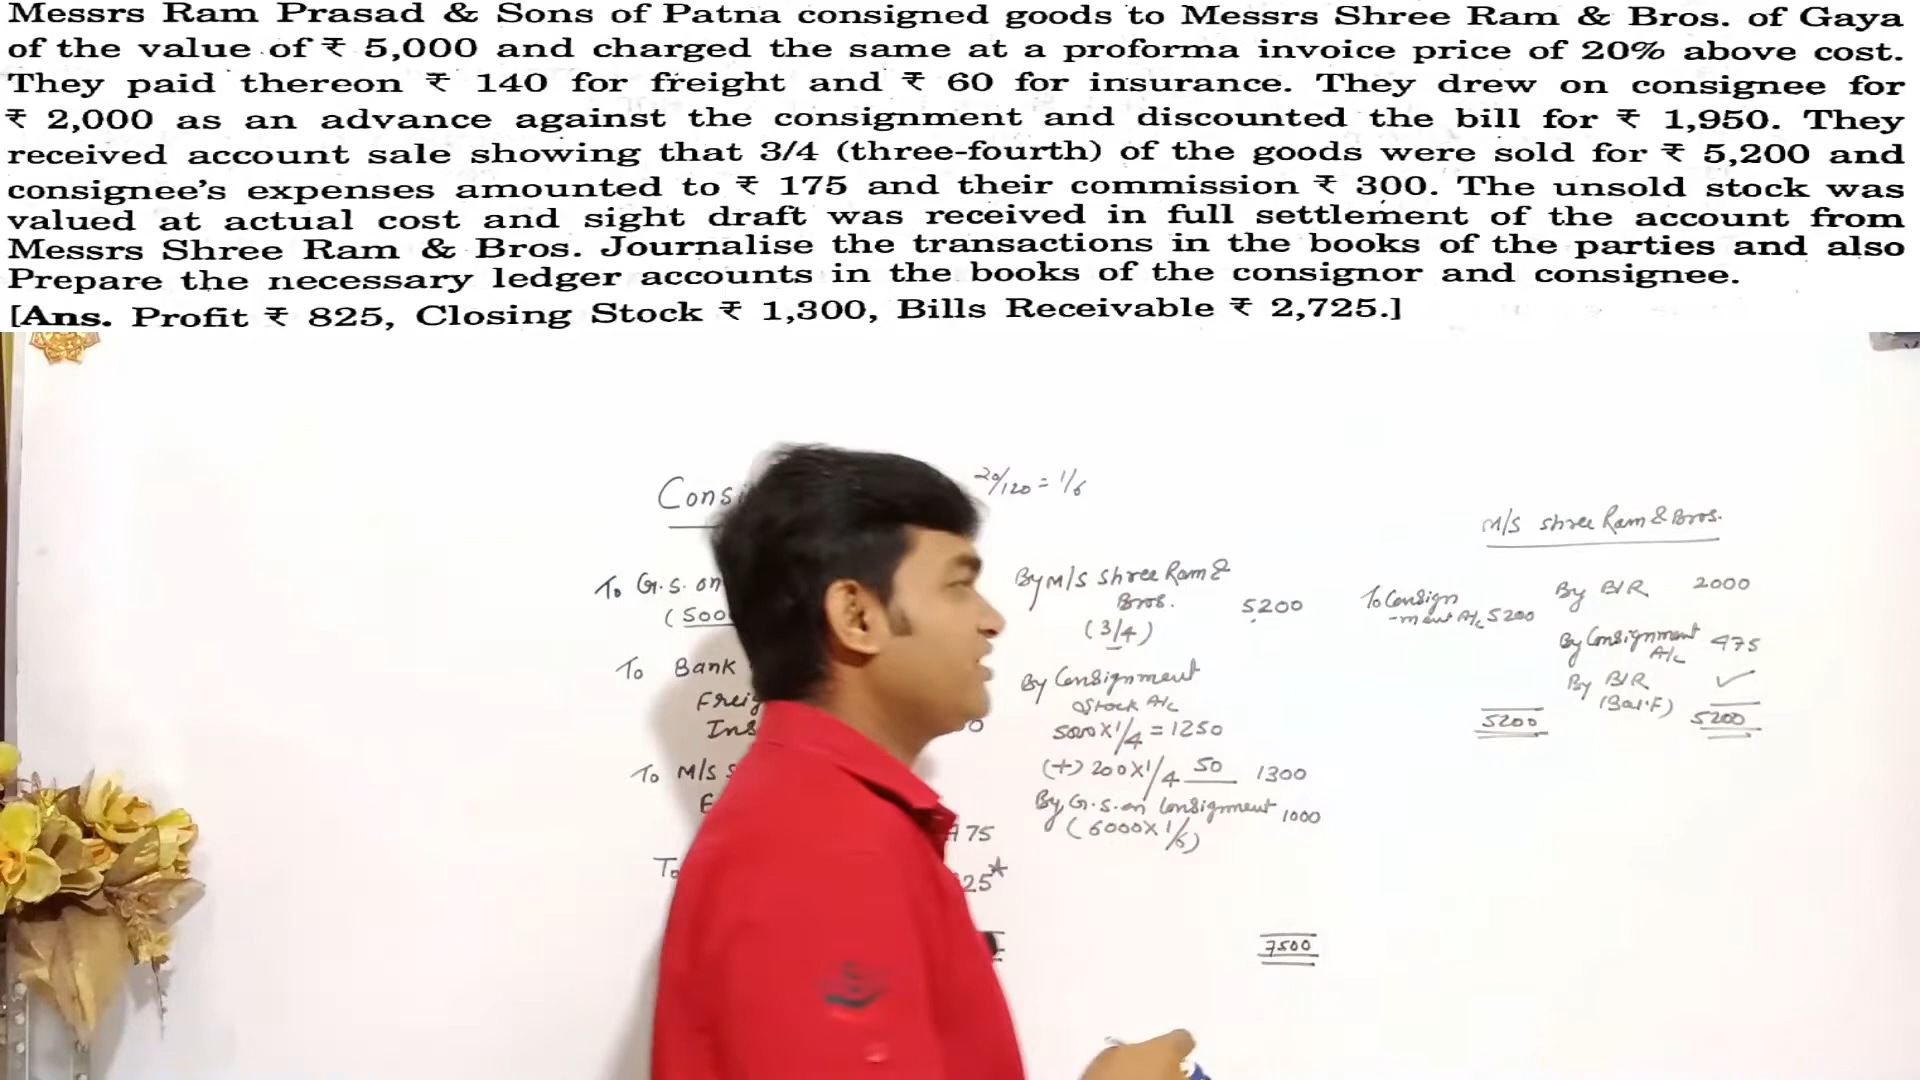 Messrs Ram Prasad & Sons of Patna consigned goods to Messrs Shree Ram & Bros. of Gaya
of the value of ₹ 5,000 and charged the same at a proforma invoice price of 20% above cost.
They paid thereon ₹ 140 for freight and ₹ 60 for insurance. They drew on consignee for
₹ 2,000 as an advance against the consignment and discounted the bill for ₹ 1,950. They
received account sale showing that 3/4 (three-fourth) of the goods were sold for ₹ 5,200 and
consignee's expenses amounted to ₹ 175 and their commission ₹ 300. The unsold stock was
valued at actual cost and sight draft was received in full settlement of the account from
Messrs Shree Ram & Bros. Journalise the transactions in the books of the parties and also
Prepare the necessary ledger accounts in the books of the consignor and consignee.
[Ans. Profit ₹ 825, Closing Stock ₹ 1,300, Bills Receivable ₹ 2,725.]
Consi
20/120 = 1/6
To G.S. on
(500
To Bank
Freig
Ins
To M/s S
E
475
To
25*
By M/s Shree Ram &
Bros. 5200
(3/4)
By Consignment
Stock A/c
5000 X 1/4 = 1250
(+) 200 X 1/4 50 1300
By G.S. on Consignment 1000
(6000 X 1/6)
7500
M/s Shree Ram & Bros.
To Consign
-ment A/c 5200
By B/R 2000
By Consignment 475
A/c
By B/R ✓
(Bal.F)
5200 5200